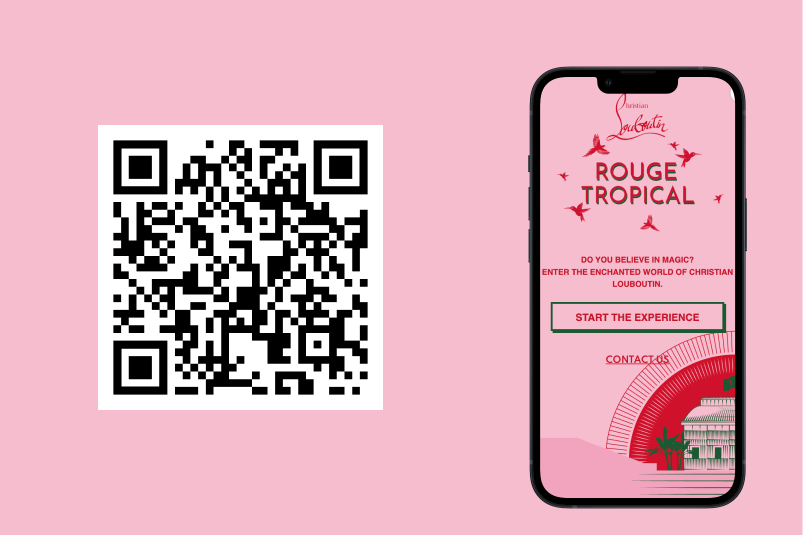 Christian
Louboutin
ROUGE
TROPICAL
DO YOU BELIEVE IN MAGIC?
ENTER THE ENCHANTED WORLD OF CHRISTIAN
LOUBOUTIN.
START THE EXPERIENCE
CONTACT US